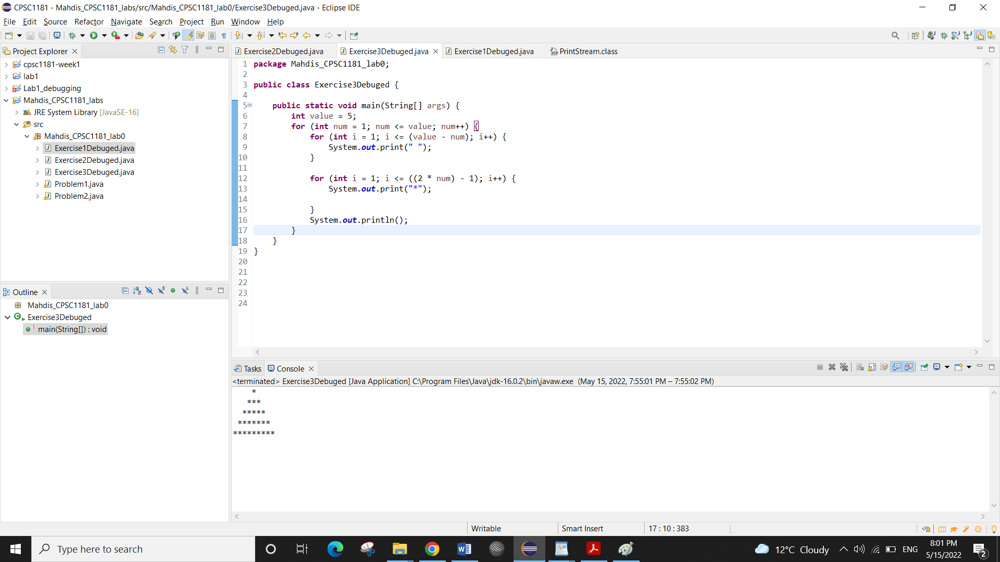 CPSC1181 - Mahdis_CPSC1181_labs/src/Mahdis_CPSC1181_lab0/Exercise3Debuged.java - Eclipse IDE
File Edit Source Refactor Navigate Search Project Run Window Help
Project Explorer
cpsc1181-week1
lab1
Lab1_debugging
Mahdis_CPSC1181_labs
JRE System Library [JavaSE-16]
src
Mahdis_CPSC1181_lab0
Exercise1Debuged.java
Exercise2Debuged.java
Exercise3Debuged.java
Problem1.java
Problem2.java
Outline
Mahdis_CPSC1181_lab0
Exercise3Debuged
main(String[]) : void
Exercise2Debuged.java Exercise3Debuged.java Exercise1Debuged.java PrintStream.class
1 package Mahdis_CPSC1181_lab0;
2
3 public class Exercise3Debuged {
4
5     public static void main(String[] args) {
6         int value = 5;
7         for (int num = 1; num <= value; num++) {
8             for (int i = 1; i <= (value - num); i++) {
9                 System.out.print(" ");
10             }
11
12             for (int i = 1; i <= ((2 * num) - 1); i++) {
13                 System.out.print("*");
14
15             }
16             System.out.println();
17         }
18     }
19 }
20
21
22
23
24
Tasks Console
<terminated> Exercise3Debuged [Java Application] C:\Program Files\Java\jdk-16.0.2\bin\javaw.exe (May 15, 2022, 7:55:01 PM – 7:55:02 PM)
    *
   ***
  *****
 *******
*********
Writable Smart Insert 17 : 10 : 383
Type here to search
12°C Cloudy ENG 8:01 PM
5/15/2022
2